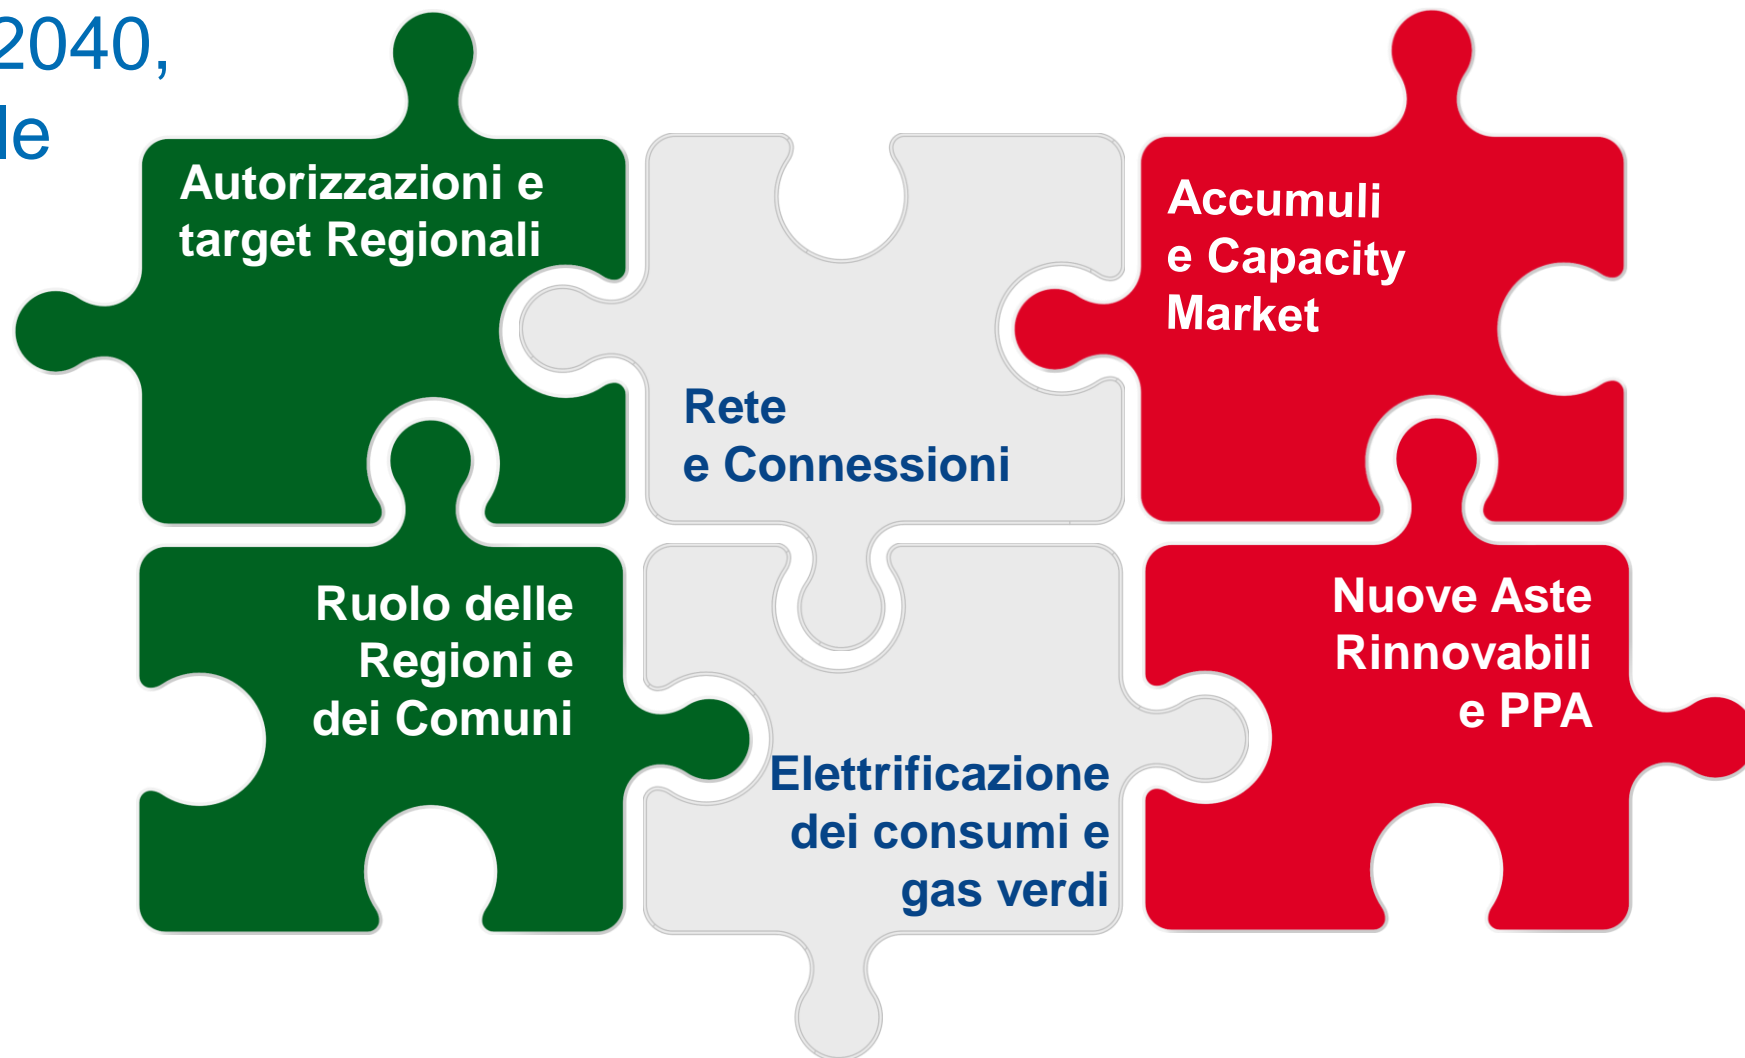 2040,
Autorizzazioni e
target Regionali
Accumuli
e Capacity
Market
Rete
e Connessioni
Ruolo delle
Regioni e
dei Comuni
Nuove Aste
Rinnovabili
e PPA
Elettrificazione
dei consumi e
gas verdi